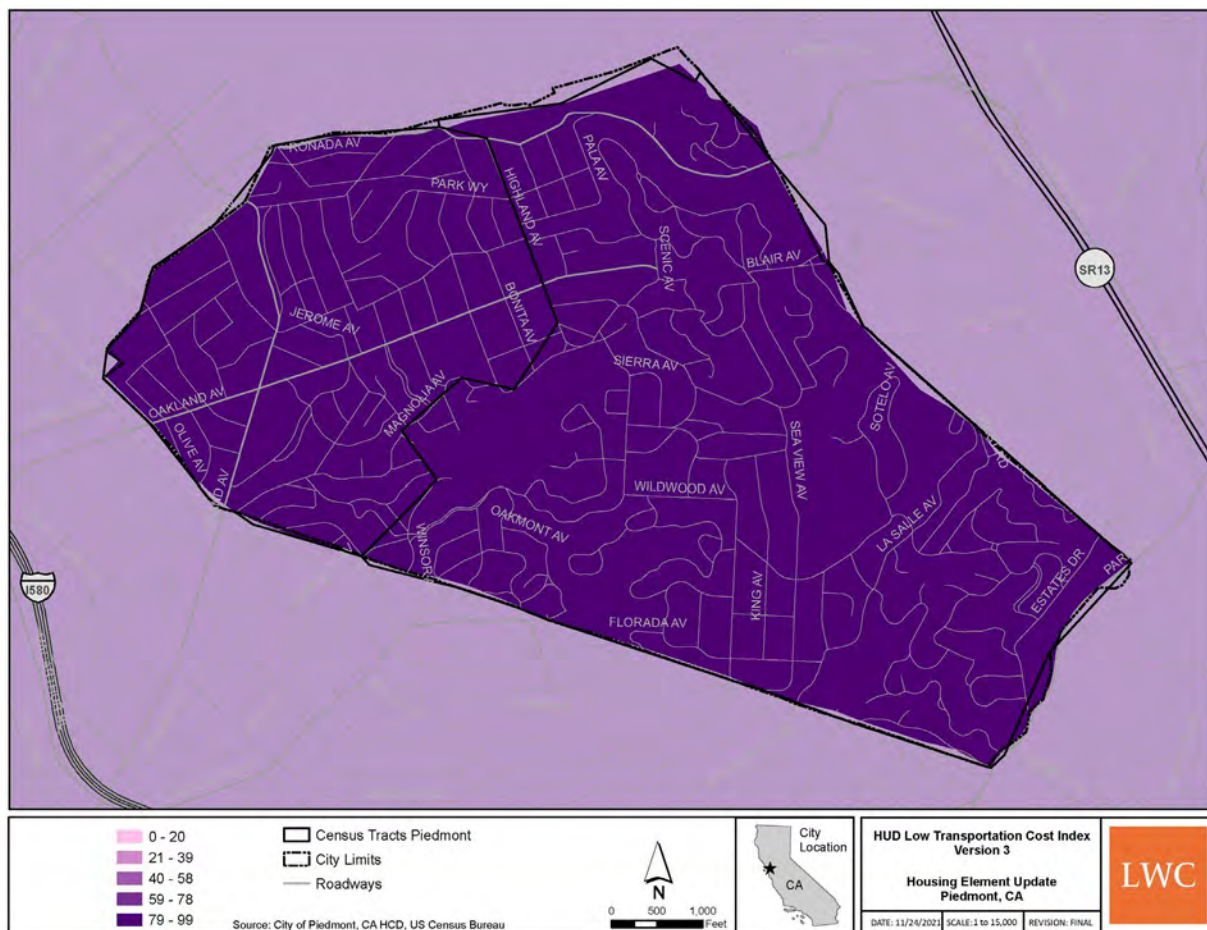 RONADA AV
PARK WY
HIGHLAND AV
PALA AV
SCENIC AV
BLAIR AV
SR13
BONITA AV
JEROME AV
SIERRA AV
MAGNOLIA AV
OAKLAND AV
OLIVE AV
SEA VIEW AV
SOTELO AV
WILDWOOD AV
OAKMONT AV
LA SALLE AV
KING AV
ESTATES DR
FLORADA AV
I580
0 - 20
21 - 39
40 - 58
59 - 78
79 - 99
Census Tracts Piedmont
City Limits
Roadways
Source: City of Piedmont, CA HCD, US Census Bureau
N
0 500 1,000
Feet
City
Location
CA
HUD Low Transportation Cost Index
Version 3
Housing Element Update
Piedmont, CA
DATE: 11/24/2021 SCALE: 1 to 15,000 REVISION: FINAL
LWC